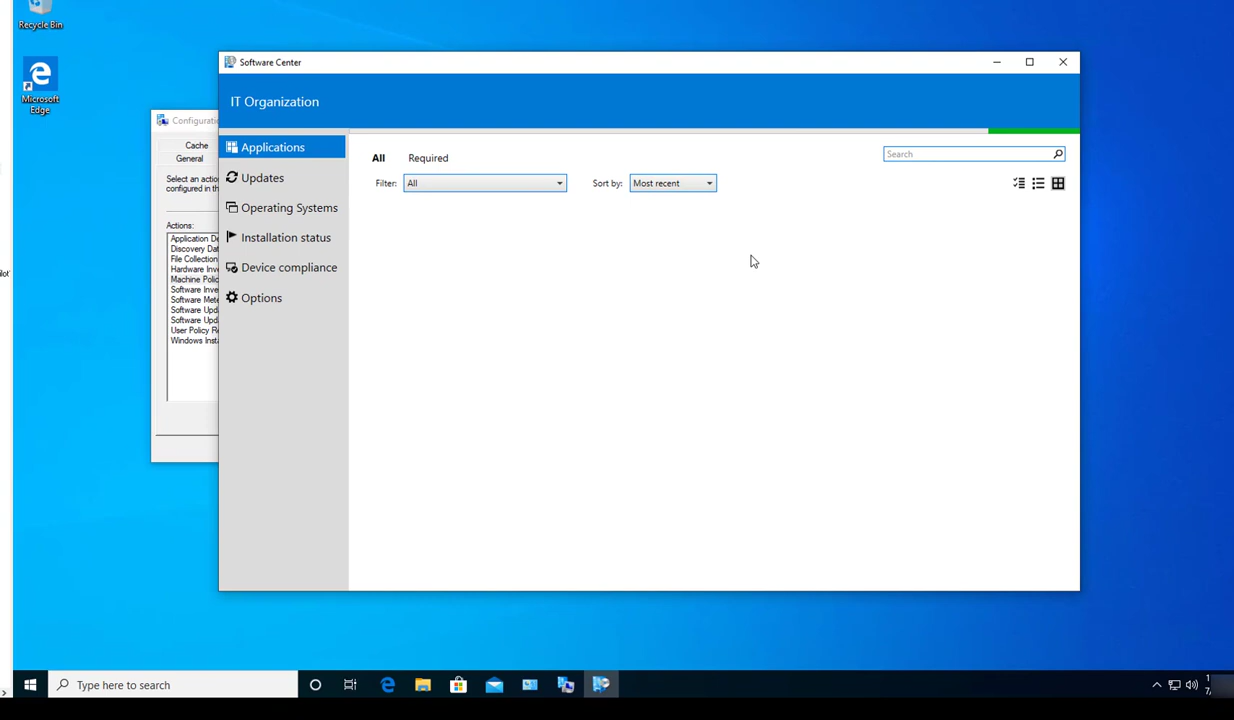 Recycle Bin
Microsoft
Edge
Software Center
IT Organization
Cache
General
Select an actio
configured in th
Actions:
Application De
Discovery Dat
File Collection
Hardware Inve
Machine Polic
Software Inve
Software Mete
Software Upd
Software Upd
User Policy Re
Windows Insta
Configuratio
Applications
Updates
Operating Systems
Installation status
Device compliance
Options
All
Required
Search
Filter:
All
Sort by:
Most recent
Type here to search